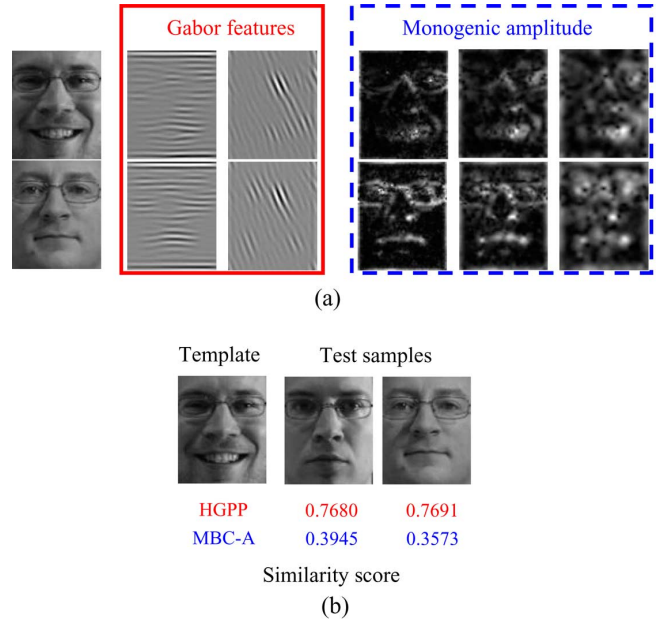 Gabor features
Monogenic amplitude
(a)
Template
Test samples
HGPP 0.7680 0.7691
MBC-A 0.3945 0.3573
Similarity score
(b)